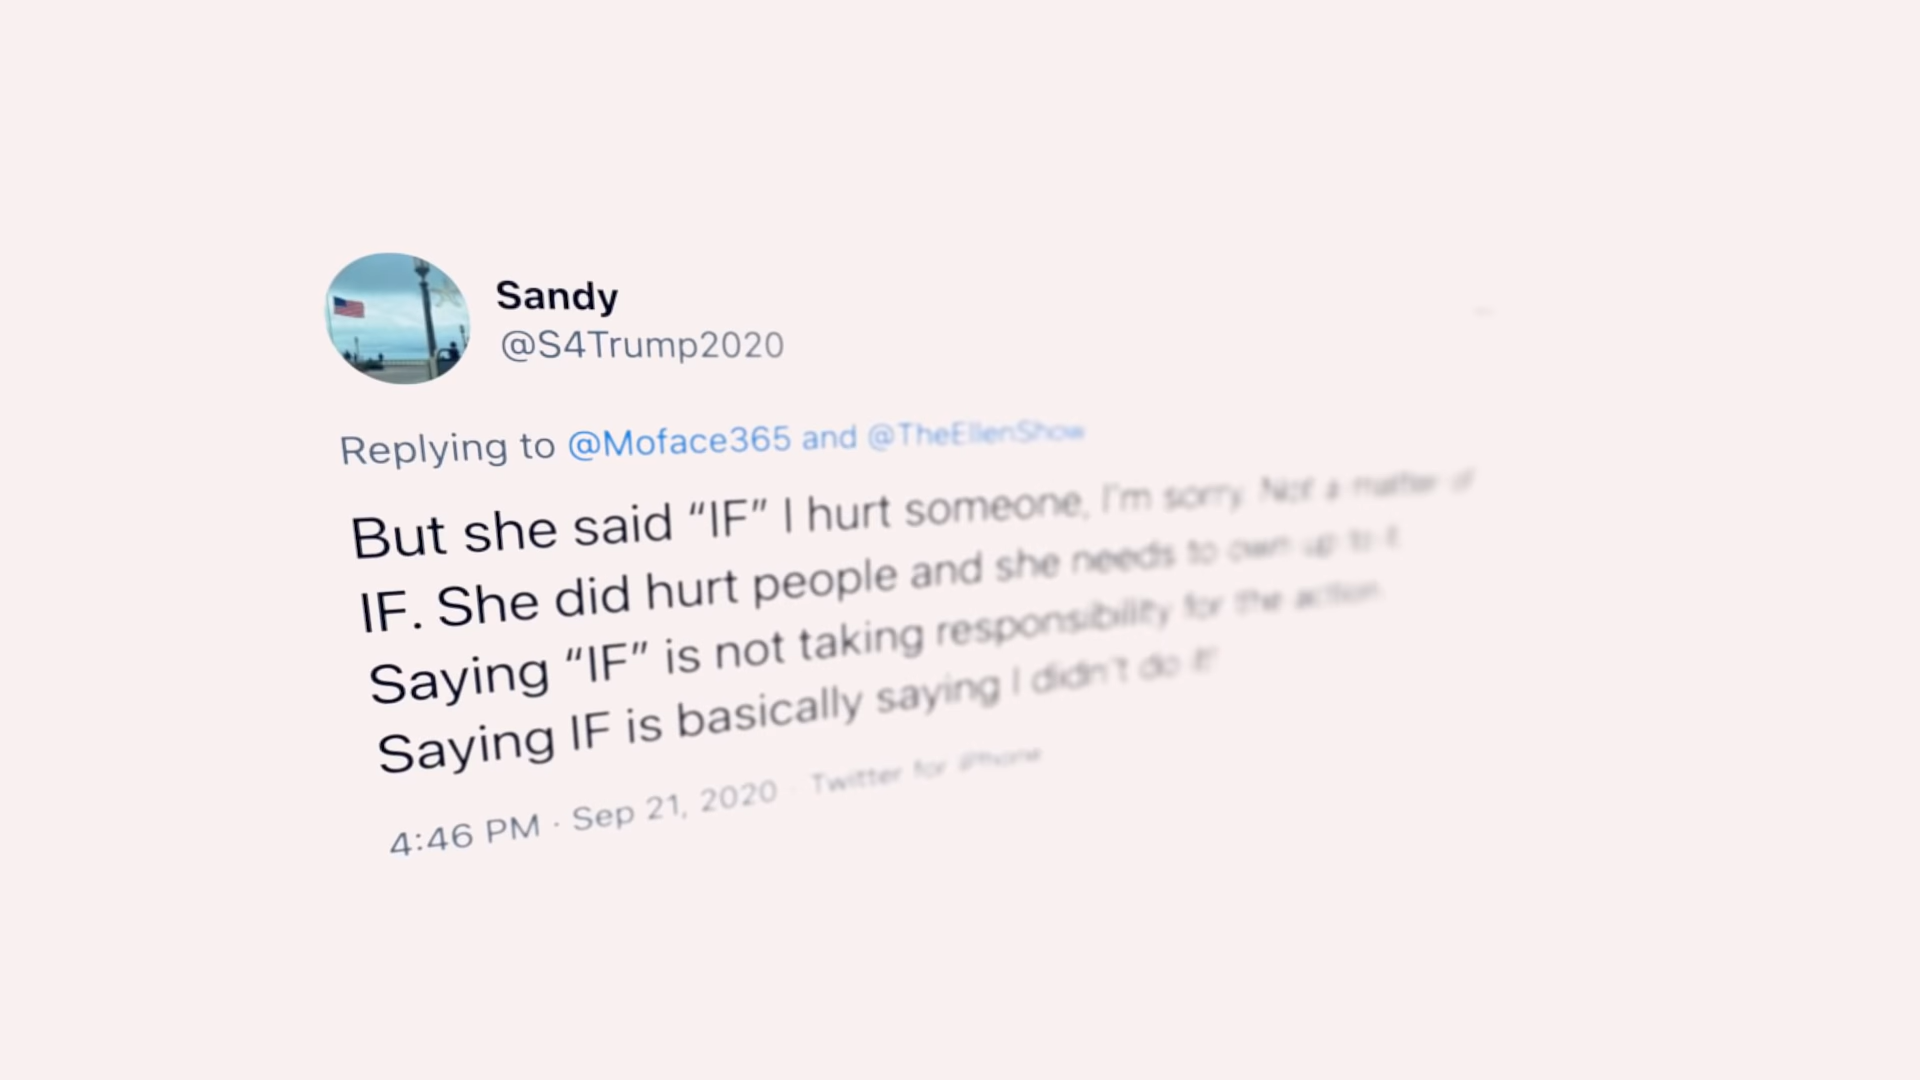 Sandy
@S4Trump2020
Replying to @Moface365 and @TheEllenShow
But she said “IF” I hurt someone, I’m sorry. Not a matter of
IF. She did hurt people and she needs to own up to it
Saying “IF” is not taking responsibility for the action.
Saying IF is basically saying I didn’t do it!
4:46 PM · Sep 21, 2020 · Twitter for iPhone